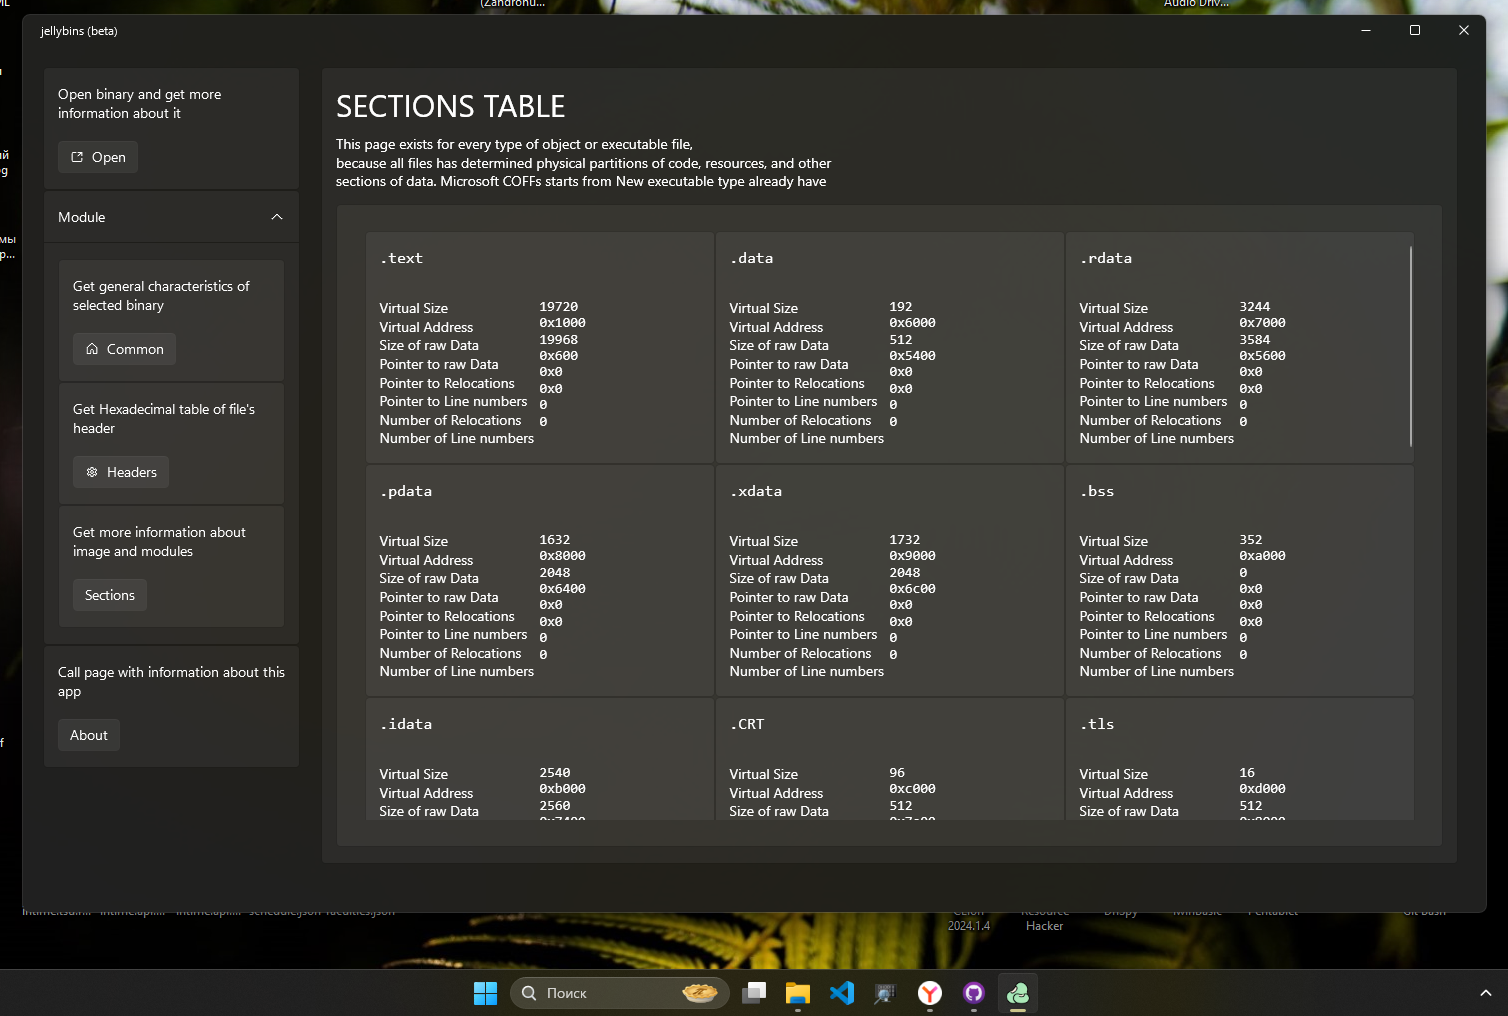 (Zandronu...
Audio Driv...
jellybins (beta)
Open binary and get more
information about it
Open
Module
Get general characteristics of
selected binary
Common
Get Hexadecimal table of file's
header
Headers
Get more information about
image and modules
Sections
Call page with information about this
app
About
SECTIONS TABLE
This page exists for every type of object or executable file,
because all files has determined physical partitions of code, resources, and other
sections of data. Microsoft COFFs starts from New executable type already have
.text
Virtual Size 19720
Virtual Address 0x1000
Size of raw Data 19968
Pointer to raw Data 0x600
Pointer to Relocations 0x0
Pointer to Line numbers 0x0
Number of Relocations 0
Number of Line numbers 0
.data
Virtual Size 192
Virtual Address 0x6000
Size of raw Data 512
Pointer to raw Data 0x5400
Pointer to Relocations 0x0
Pointer to Line numbers 0x0
Number of Relocations 0
Number of Line numbers 0
.rdata
Virtual Size 3244
Virtual Address 0x7000
Size of raw Data 3584
Pointer to raw Data 0x5600
Pointer to Relocations 0x0
Pointer to Line numbers 0x0
Number of Relocations 0
Number of Line numbers 0
.pdata
Virtual Size 1632
Virtual Address 0x8000
Size of raw Data 2048
Pointer to raw Data 0x6400
Pointer to Relocations 0x0
Pointer to Line numbers 0x0
Number of Relocations 0
Number of Line numbers 0
.xdata
Virtual Size 1732
Virtual Address 0x9000
Size of raw Data 2048
Pointer to raw Data 0x6c00
Pointer to Relocations 0x0
Pointer to Line numbers 0x0
Number of Relocations 0
Number of Line numbers 0
.bss
Virtual Size 352
Virtual Address 0xa000
Size of raw Data 0
Pointer to raw Data 0x0
Pointer to Relocations 0x0
Pointer to Line numbers 0x0
Number of Relocations 0
Number of Line numbers 0
.idata
Virtual Size 2540
Virtual Address 0xb000
Size of raw Data 2560
.CRT
Virtual Size 96
Virtual Address 0xc000
Size of raw Data 512
.tls
Virtual Size 16
Virtual Address 0xd000
Size of raw Data 512
schedule.json faculties.json
CLion
2024.1.4
Resource
Hacker
Git Bash
Поиск